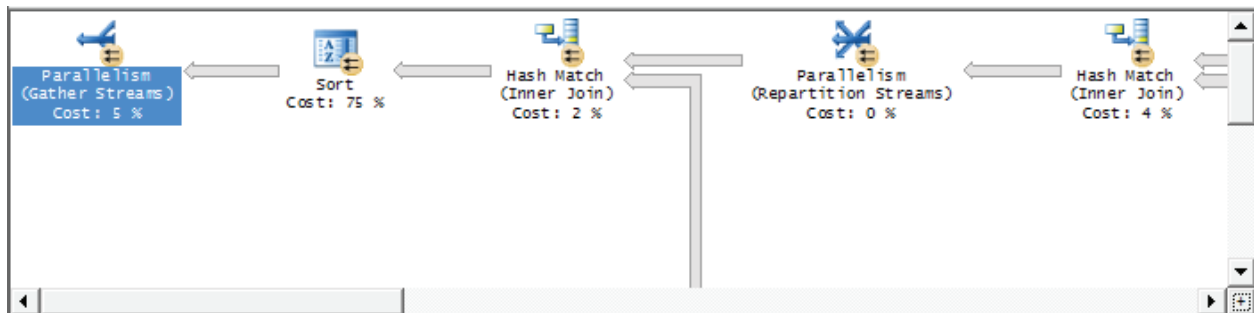 Parallelism
(Gather Streams)
Cost: 5 %
Sort
Cost: 75 %
Hash Match
(Inner Join)
Cost: 2 %
Parallelism
(Repartition Streams)
Cost: 0 %
Hash Match
(Inner Join)
Cost: 4 %